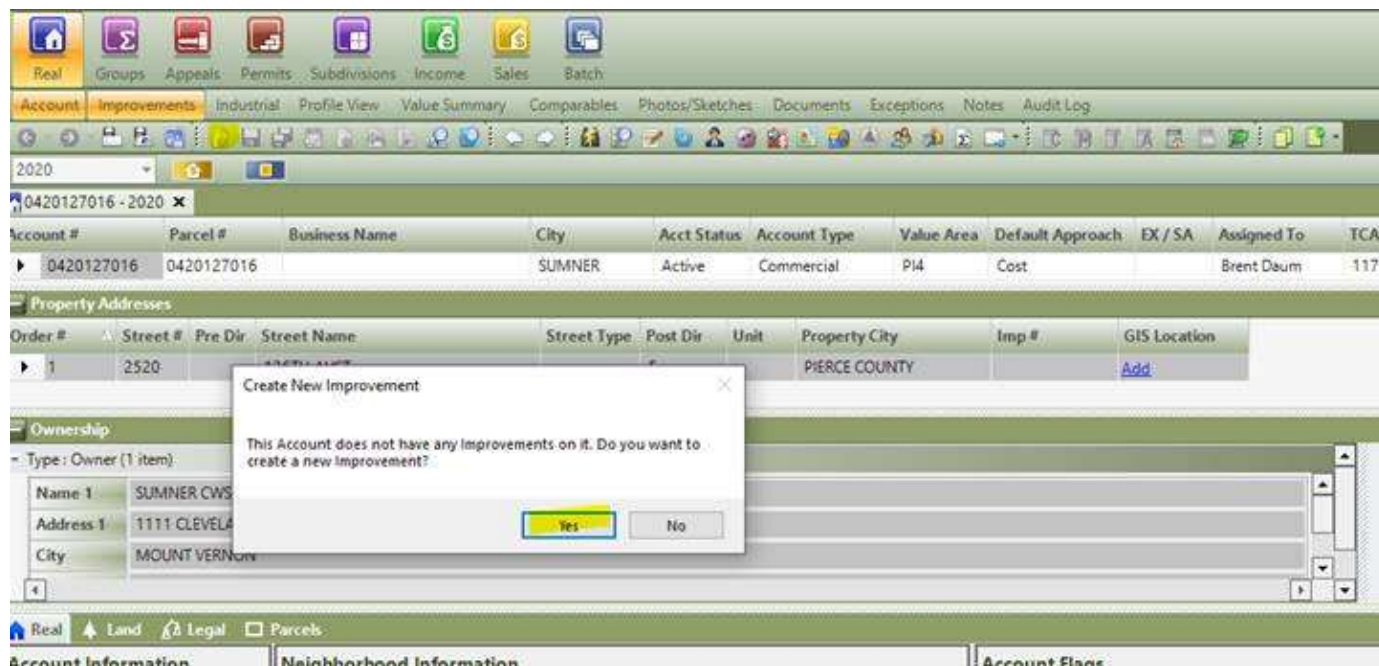 Real Groups Appeals Permits Subdivisions Income Sales Batch
Account Improvements Industrial Profile View Value Summary Comparables Photos/Sketches Documents Exceptions Notes Audit Log
2020
0420127016 - 2020
Account # Parcel # Business Name City Acct Status Account Type Value Area Default Approach EX / SA Assigned To TCA
0420127016 0420127016 SUMNER Active Commercial PI4 Cost Brent Daum 117
Property Addresses
Order # Street # Pre Dir Street Name Street Type Post Dir Unit Property City Imp # GIS Location
1 2520 PIERCE COUNTY Add
Create New Improvement
This Account does not have any Improvements on it. Do you want to
create a new Improvement?
Yes No
Ownership
Type : Owner (1 item)
Name 1 SUMNER CWS
Address 1 1111 CLEVELA
City MOUNT VERNON
Real Land Legal Parcels
Account Information Neighborhood Information Account Flags